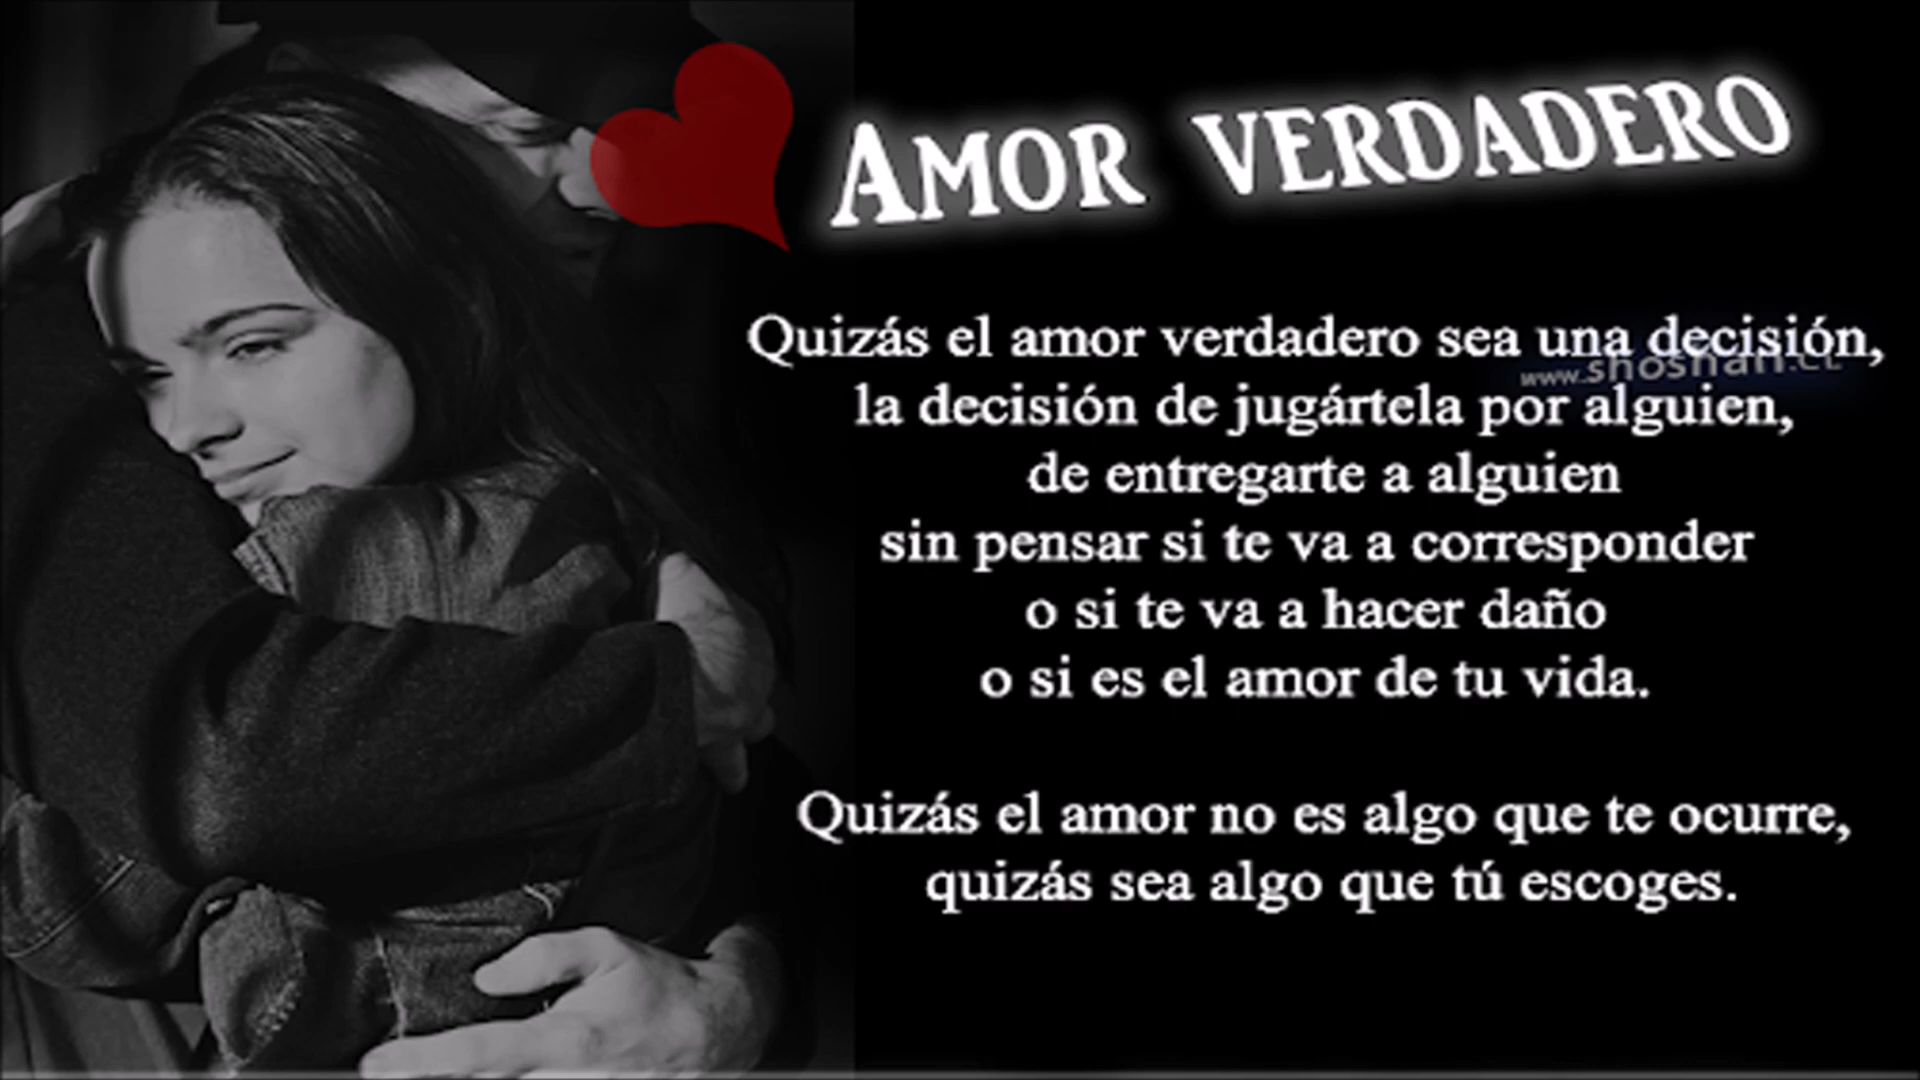 AMOR VERDADERO
Quizás el amor verdadero sea una decisión,
la decisión de jugártela por alguien,
de entregarte a alguien
sin pensar si te va a corresponder
o si te va a hacer daño
o si es el amor de tu vida.
Quizás el amor no es algo que te ocurre,
quizás sea algo que tú escoges.